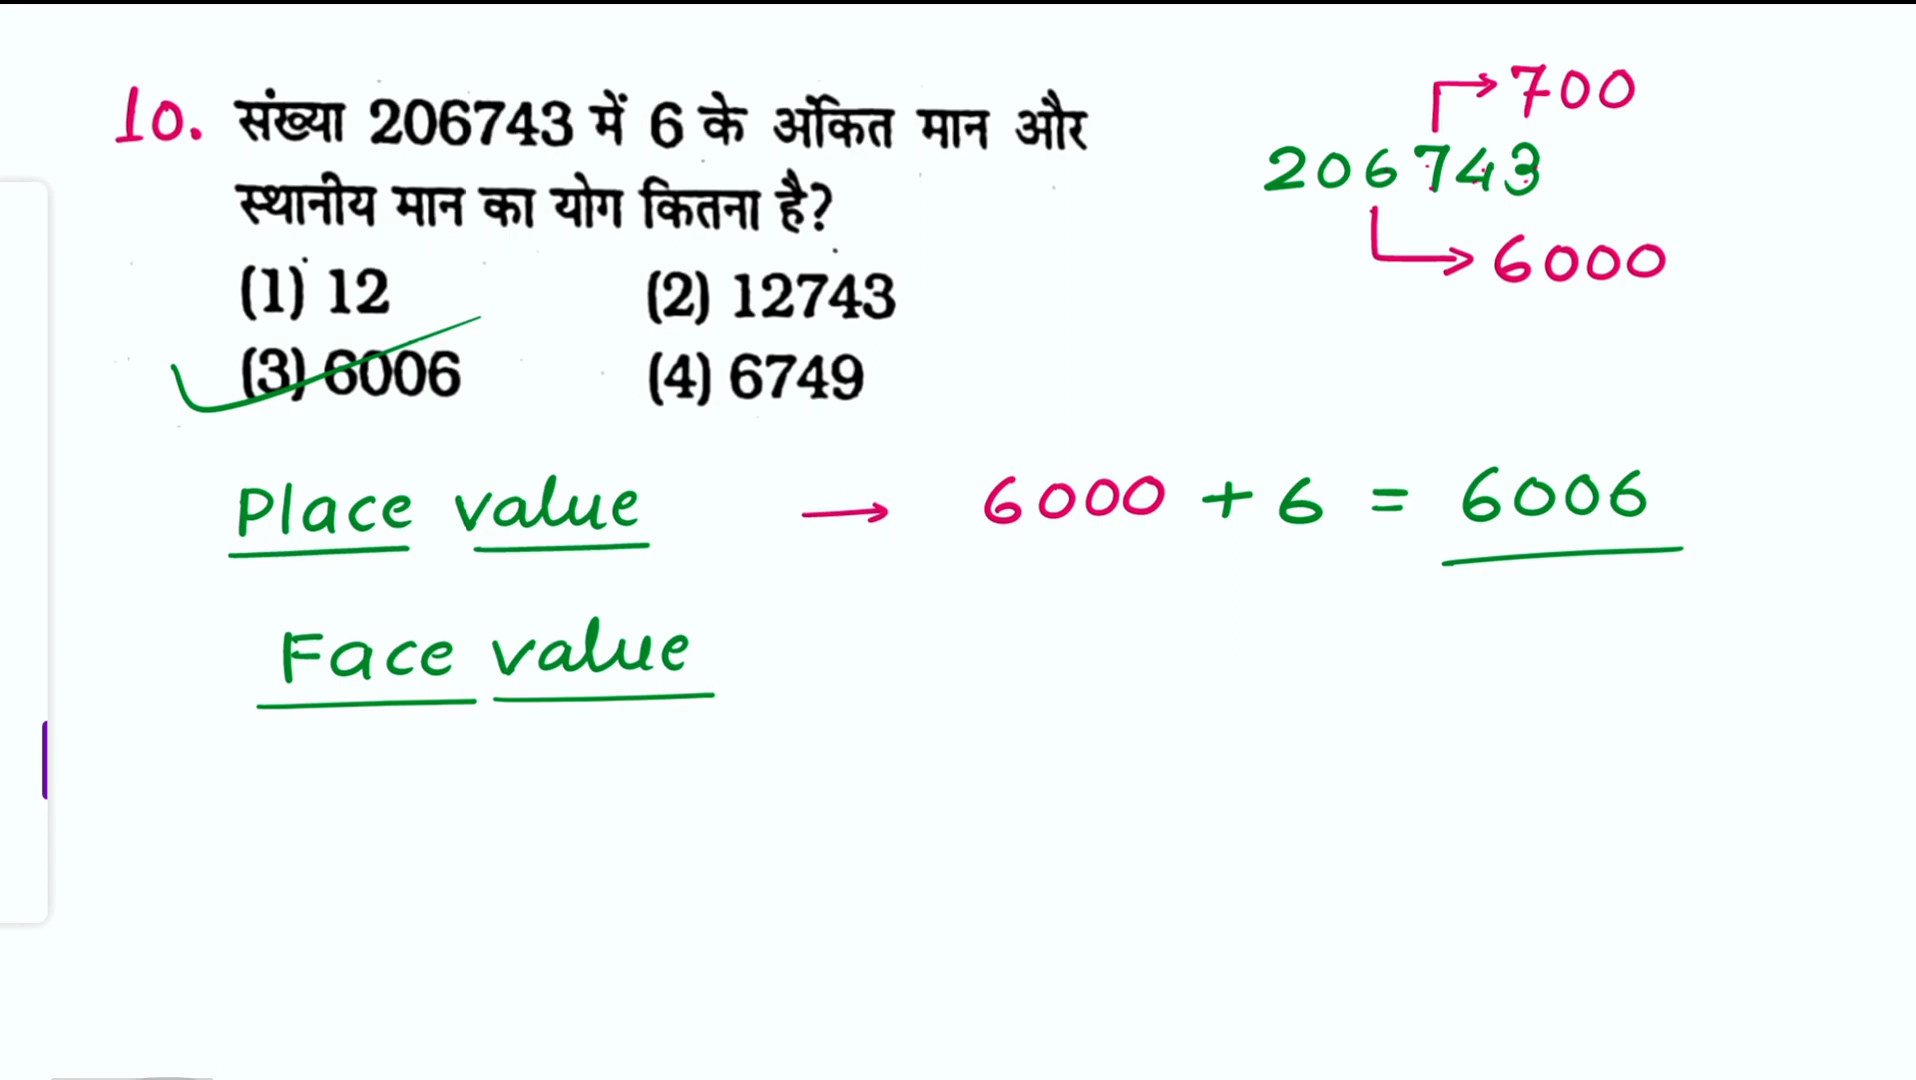 10. संख्या 206743 में 6 के अंकित मान और
स्थानीय मान का योग कितना है?
(1) 12 (2) 12743
(3) 6006 (4) 6749
700
206743
6000
Place value → 6000 + 6 = 6006
Face value